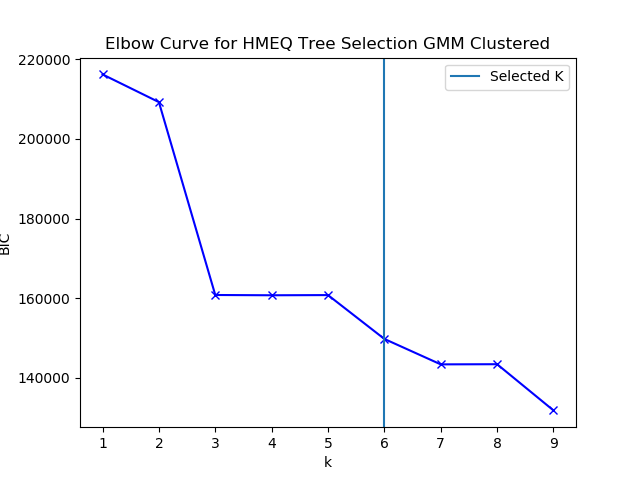 Elbow Curve for HMEQ Tree Selection GMM Clustered
Selected K
220000
200000
180000
160000
140000
BIC
1 2 3 4 5 6 7 8 9
k